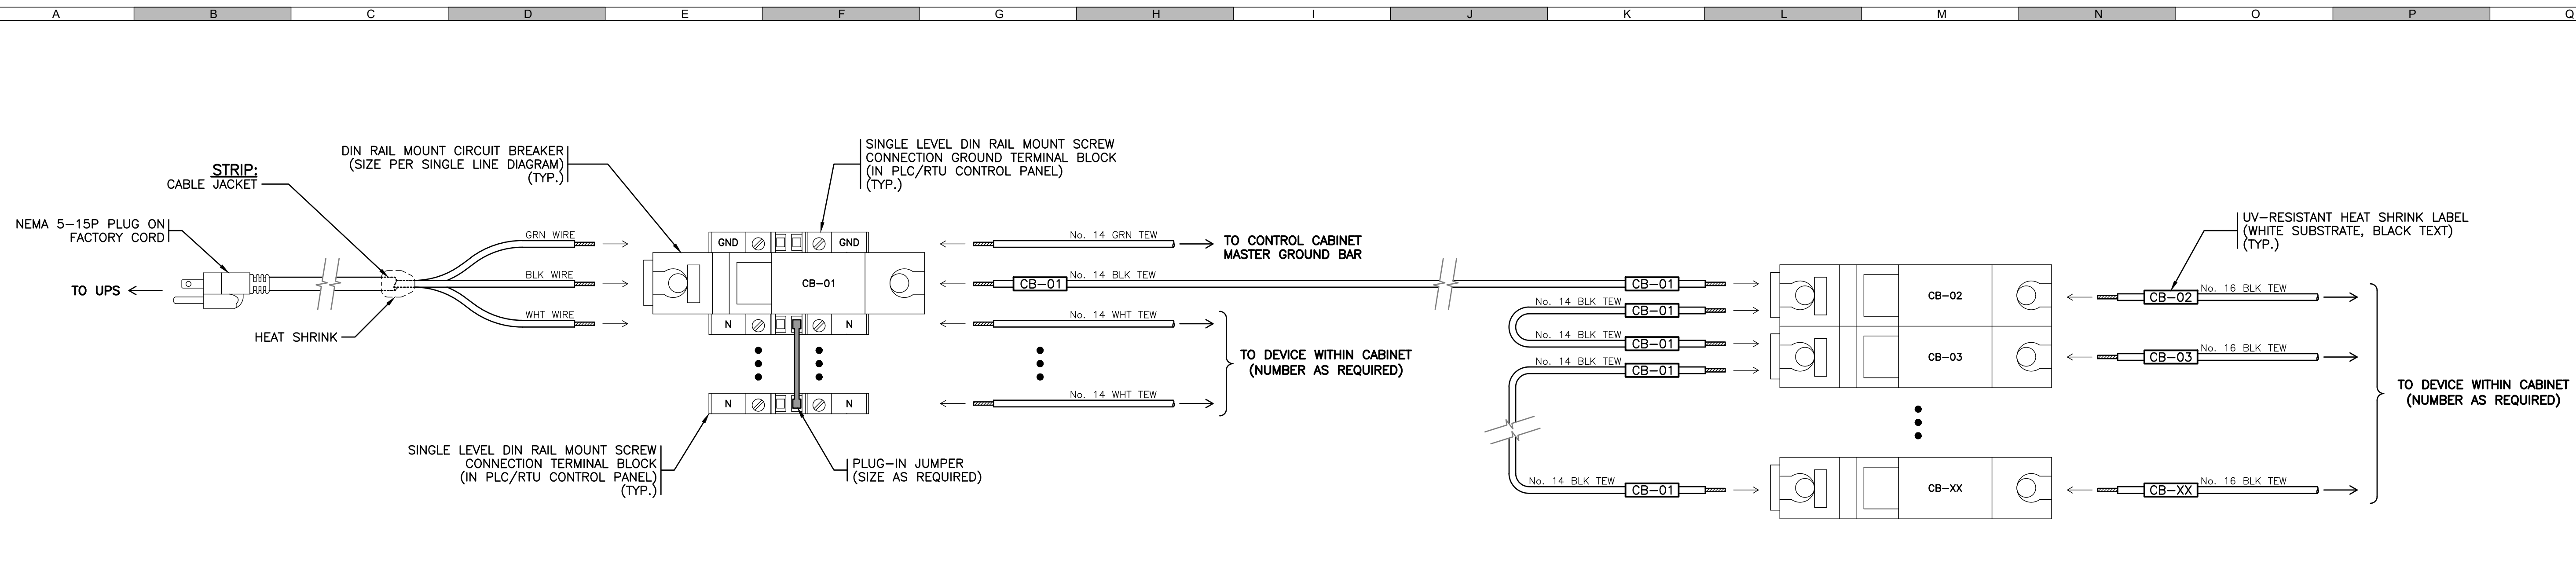 A B C D E F G H I J K L M N O P Q
STRIP:
CABLE JACKET
NEMA 5-15P PLUG ON
FACTORY CORD
TO UPS
HEAT SHRINK
DIN RAIL MOUNT CIRCUIT BREAKER
(SIZE PER SINGLE LINE DIAGRAM)
(TYP.)
GRN WIRE
BLK WIRE
WHT WIRE
SINGLE LEVEL DIN RAIL MOUNT SCREW
CONNECTION GROUND TERMINAL BLOCK
(IN PLC/RTU CONTROL PANEL)
(TYP.)
GND GND
CB-01
N N
N N
SINGLE LEVEL DIN RAIL MOUNT SCREW
CONNECTION TERMINAL BLOCK
(IN PLC/RTU CONTROL PANEL)
(TYP.)
PLUG-IN JUMPER
(SIZE AS REQUIRED)
No. 14 GRN TEW
TO CONTROL CABINET
MASTER GROUND BAR
CB-01
No. 14 BLK TEW
No. 14 WHT TEW
No. 14 WHT TEW
TO DEVICE WITHIN CABINET
(NUMBER AS REQUIRED)
CB-01
No. 14 BLK TEW
CB-01
No. 14 BLK TEW
CB-01
No. 14 BLK TEW
CB-01
No. 14 BLK TEW
CB-01
CB-02
CB-03
CB-XX
UV-RESISTANT HEAT SHRINK LABEL
(WHITE SUBSTRATE, BLACK TEXT)
(TYP.)
CB-02
No. 16 BLK TEW
CB-03
No. 16 BLK TEW
CB-XX
No. 16 BLK TEW
TO DEVICE WITHIN CABINET
(NUMBER AS REQUIRED)